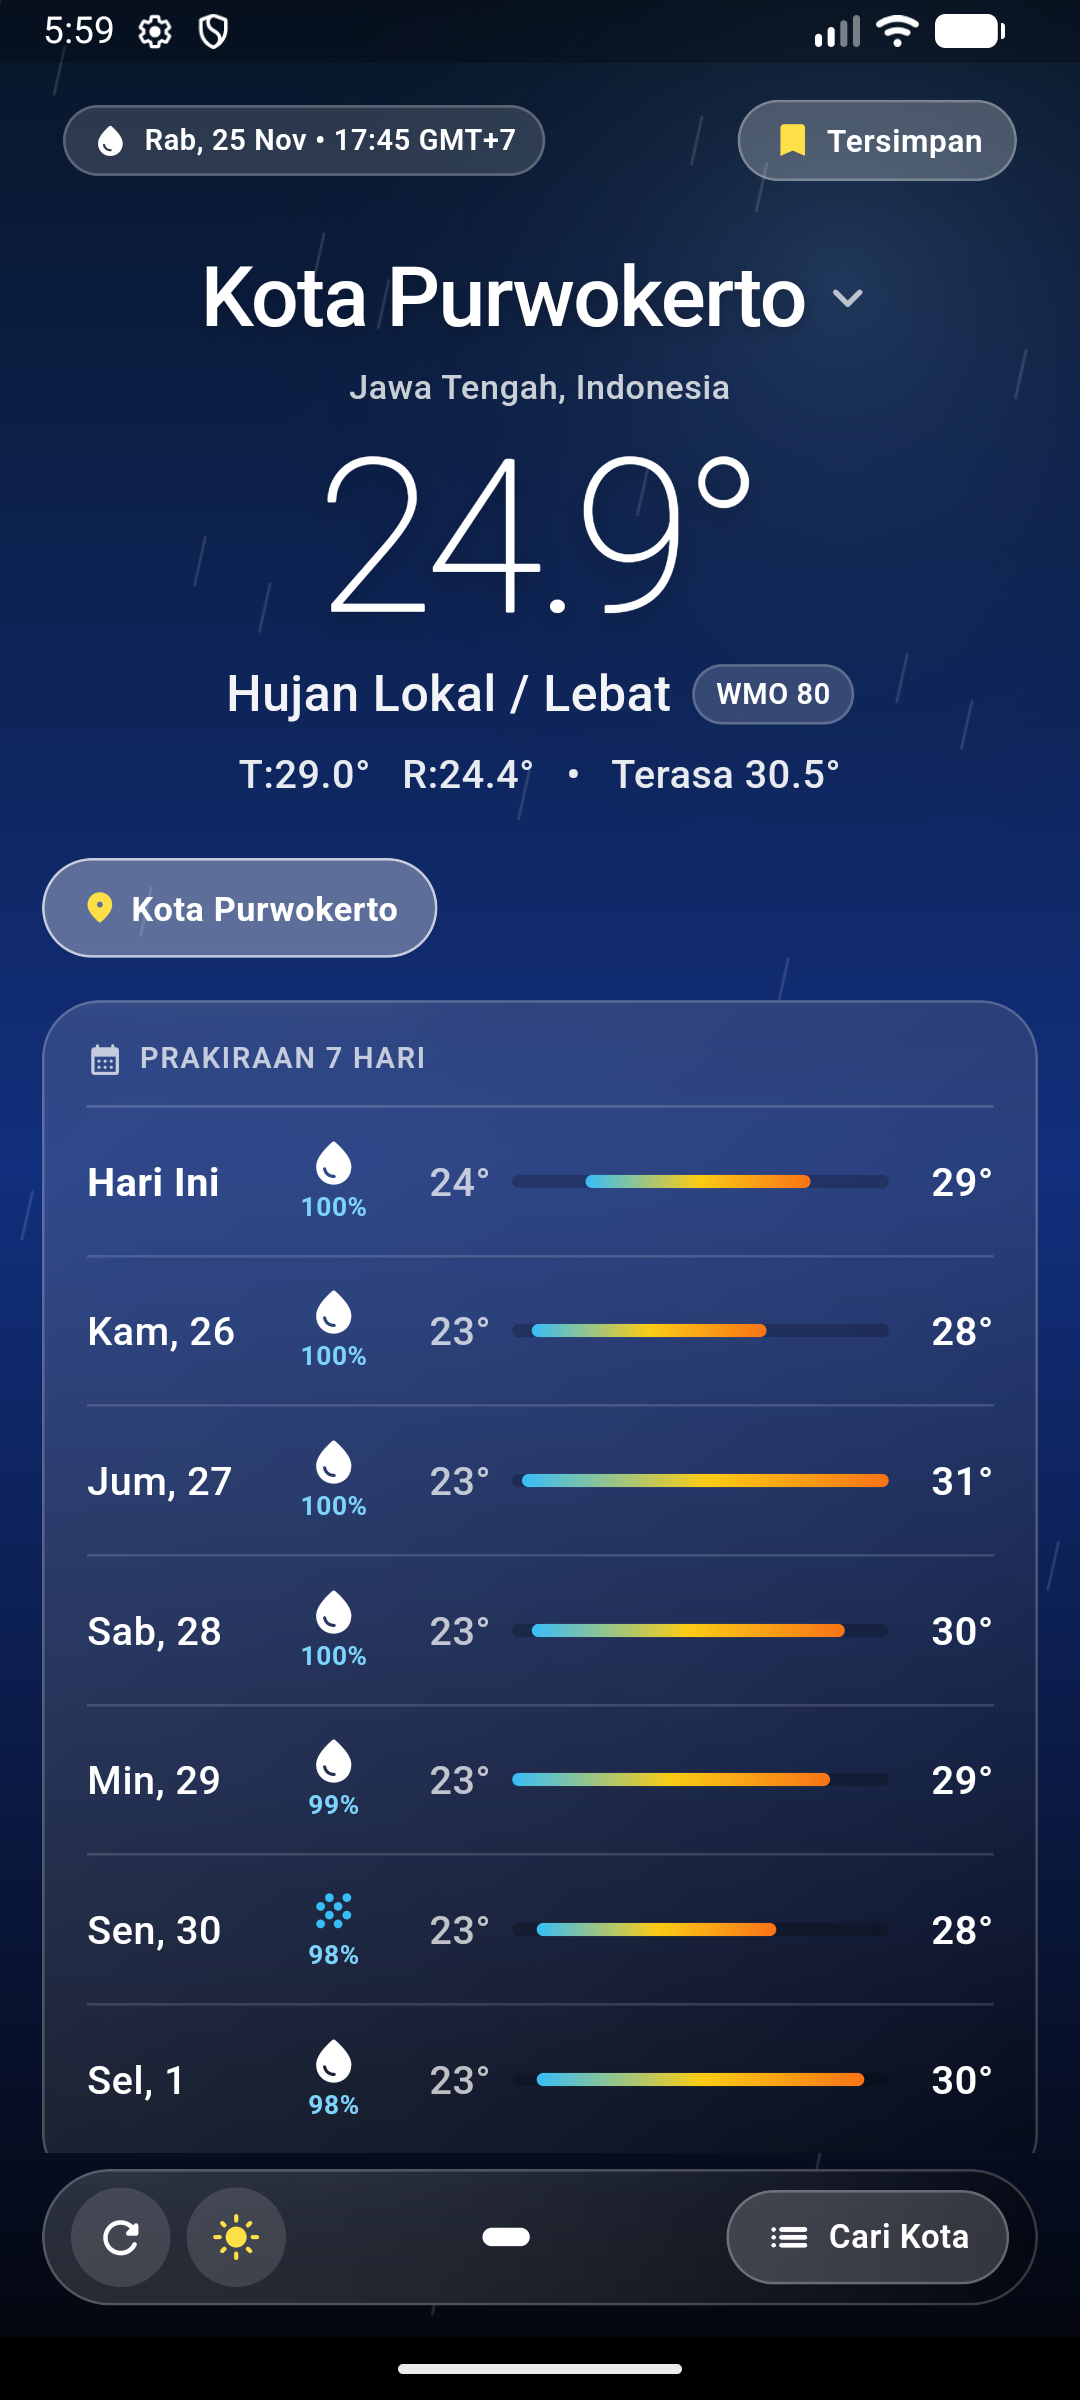 5:59
Rab, 25 Nov • 17:45 GMT+7
Tersimpan
Kota Purwokerto
Jawa Tengah, Indonesia
24.9°
Hujan Lokal / Lebat WMO 80
T:29.0° R:24.4° • Terasa 30.5°
Kota Purwokerto
PRAKIRAAN 7 HARI
Hari Ini 100% 24° 29°
Kam, 26 100% 23° 28°
Jum, 27 100% 23° 31°
Sab, 28 100% 23° 30°
Min, 29 99% 23° 29°
Sen, 30 98% 23° 28°
Sel, 1 98% 23° 30°
Cari Kota